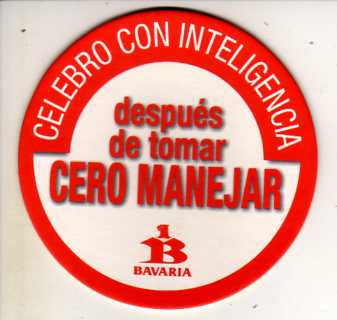 CELEBRO CON INTELIGENCIA
después
de tomar
CERO MANEJAR
1
B
BAVARIA